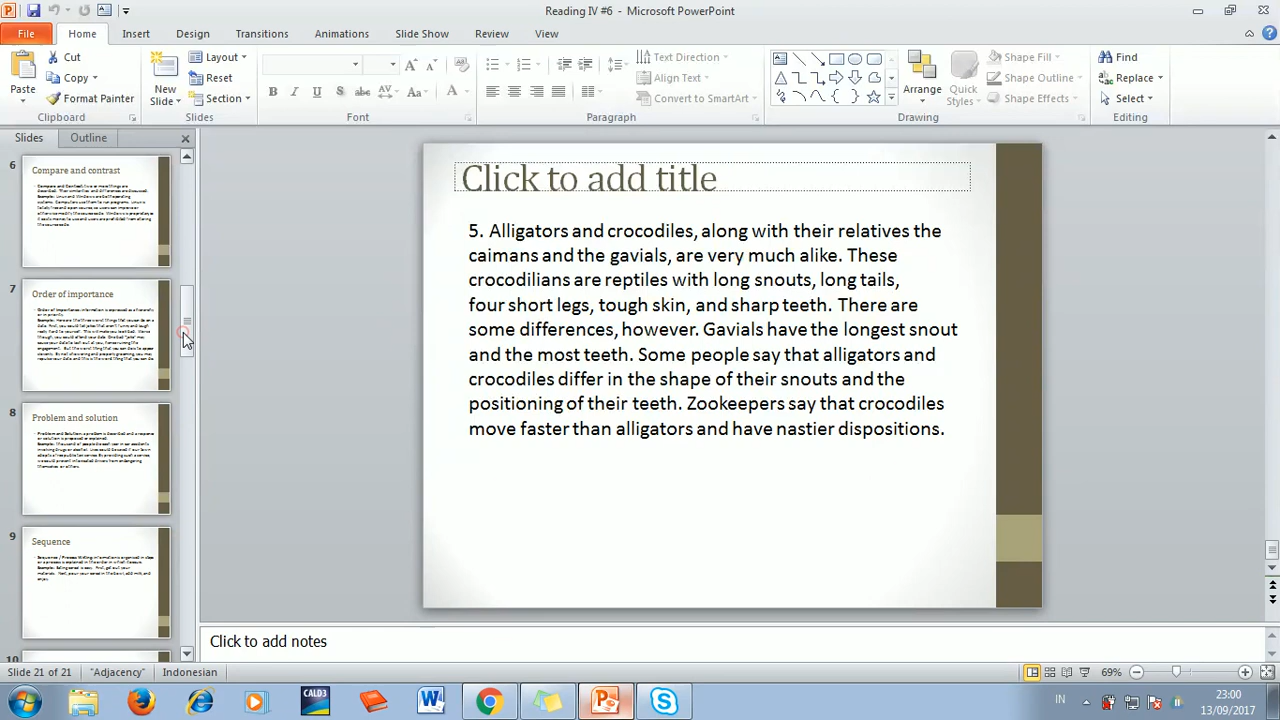 Reading IV #6 - Microsoft PowerPoint
File
Home
Insert
Design
Transitions
Animations
Slide Show
Review
View
Paste
Cut
Copy
Format Painter
Clipboard
New
Slide
Layout
Reset
Section
Slides
Font
Text Direction
Align Text
Convert to SmartArt
Paragraph
Arrange
Quick
Styles
Shape Fill
Shape Outline
Shape Effects
Drawing
Find
Replace
Select
Editing
Slides
Outline
6
Compare and contrast
7
Order of importance
8
Problem and solution
9
Sequence
10
Click to add title
5. Alligators and crocodiles, along with their relatives the
caimans and the gavials, are very much alike. These
crocodilians are reptiles with long snouts, long tails,
four short legs, tough skin, and sharp teeth. There are
some differences, however. Gavials have the longest snout
and the most teeth. Some people say that alligators and
crocodiles differ in the shape of their snouts and the
positioning of their teeth. Zookeepers say that crocodiles
move faster than alligators and have nastier dispositions.
Click to add notes
Slide 21 of 21
"Adjacency"
Indonesian
69%
CALD3
IN
23:00
13/09/2017